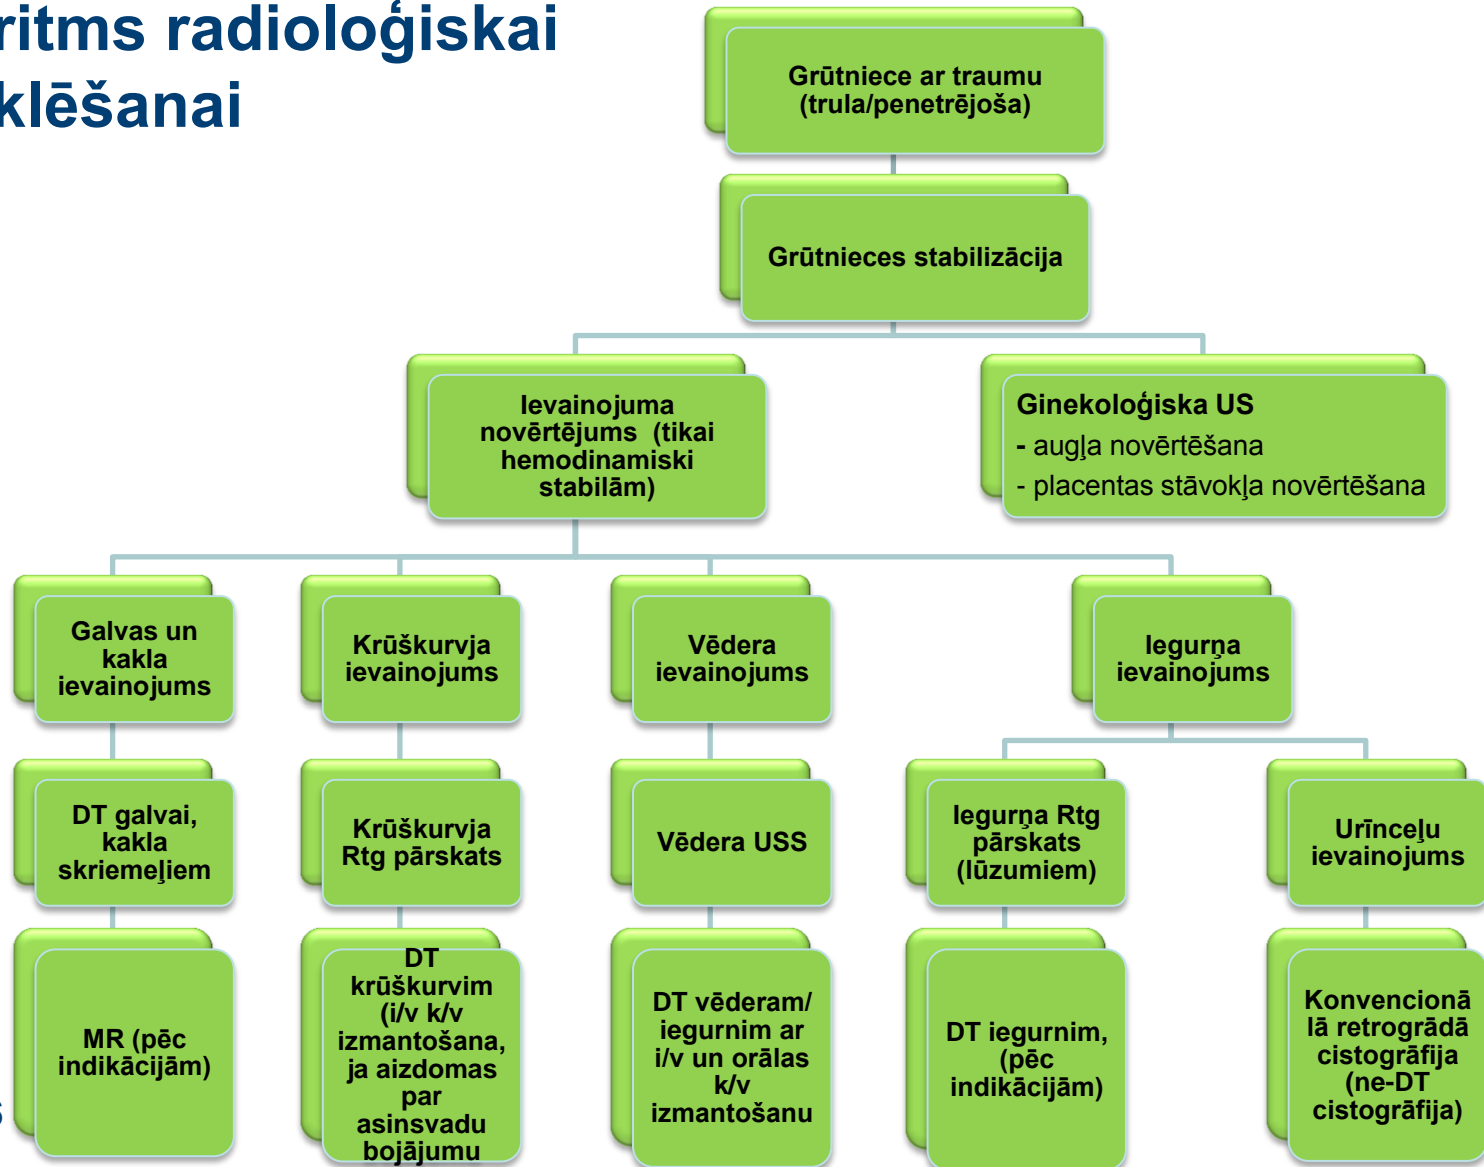 ritms radioloģiskai
klēšanai
Grūtniece ar traumu
(trula/penetrējoša)
Grūtnieces stabilizācija
Ievainojuma
novērtējums (tikai
hemodinamiski
stabilām)
Ginekoloģiska US
- augļa novērtēšana
- placentas stāvokļa novērtēšana
Galvas un
kakla
ievainojums
Krūškurvja
ievainojums
Vēdera
ievainojums
Iegurņa
ievainojums
DT galvai,
kakla
skriemeļiem
Krūškurvja
Rtg pārskats
Vēdera USS
Iegurņa Rtg
pārskats
(lūzumiem)
Urīnceļu
ievainojums
MR (pēc
indikācijām)
DT
krūškurvim
(i/v k/v
izmantošana,
ja aizdomas
par
asinsvadu
bojājumu
DT vēderam/
iegurnim ar
i/v un orālas
k/v
izmantošanu
DT iegurnim,
(pēc
indikācijām)
Konvencionā
lā retrogrādā
cistogrāfija
(ne-DT
cistogrāfija)
s